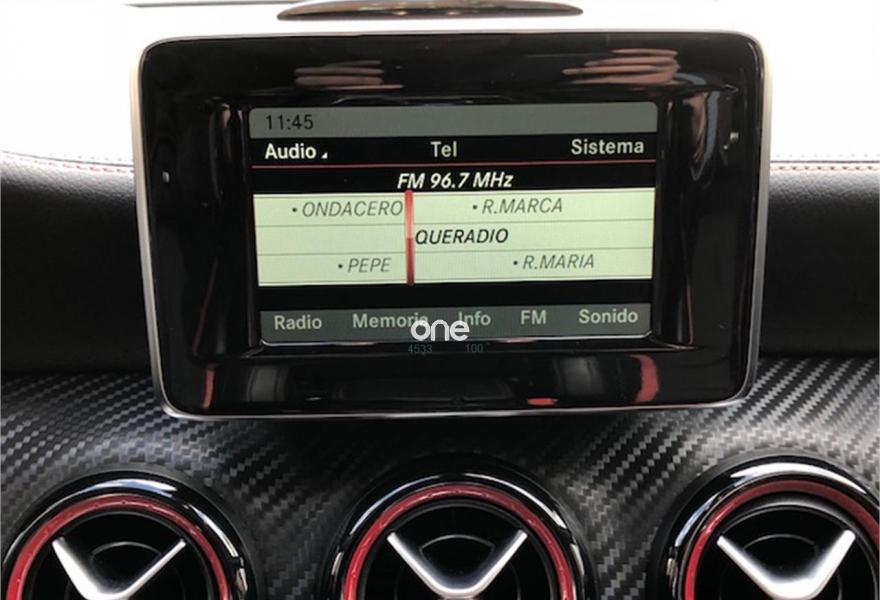 11:45
Audio Tel Sistema
FM 96.7 MHz
• ONDACERO • R.MARCA
QUERADIO
• PEPE • R.MARIA
Radio Memoria Info FM Sonido
one
4533 100